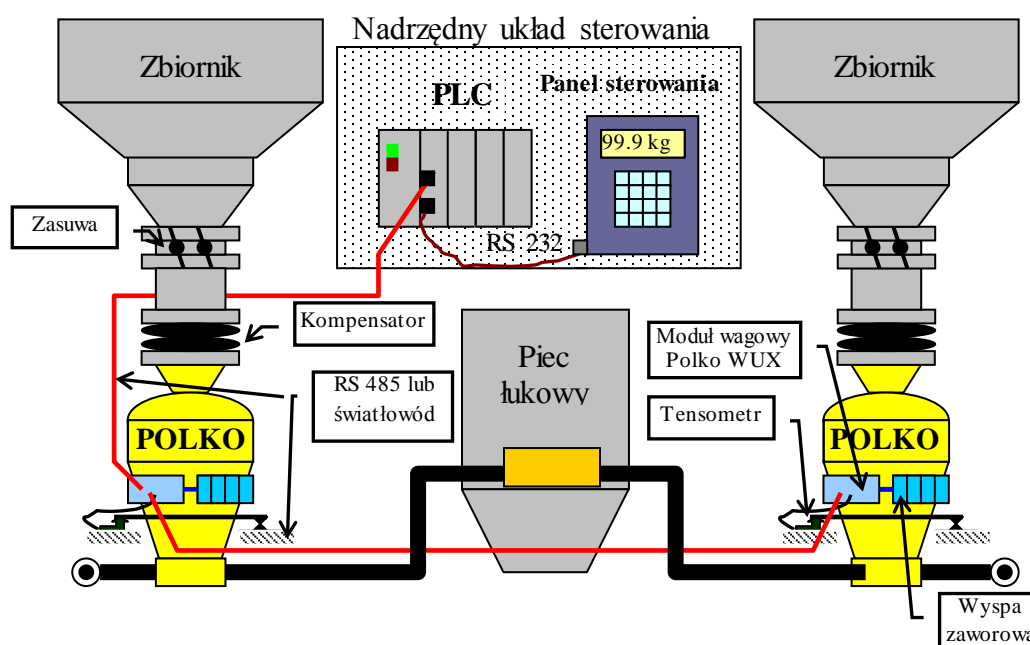 Nadrzędny układ sterowania
Zbiornik
Zbiornik
PLC
Panel sterowania
99.9 kg
Zasuwa
RS 232
Kompensator
Piec
łukowy
Moduł wagowy
Polko WUX
RS 485 lub
światłowód
Tensometr
POLKO
POLKO
Wyspa
zaworowa